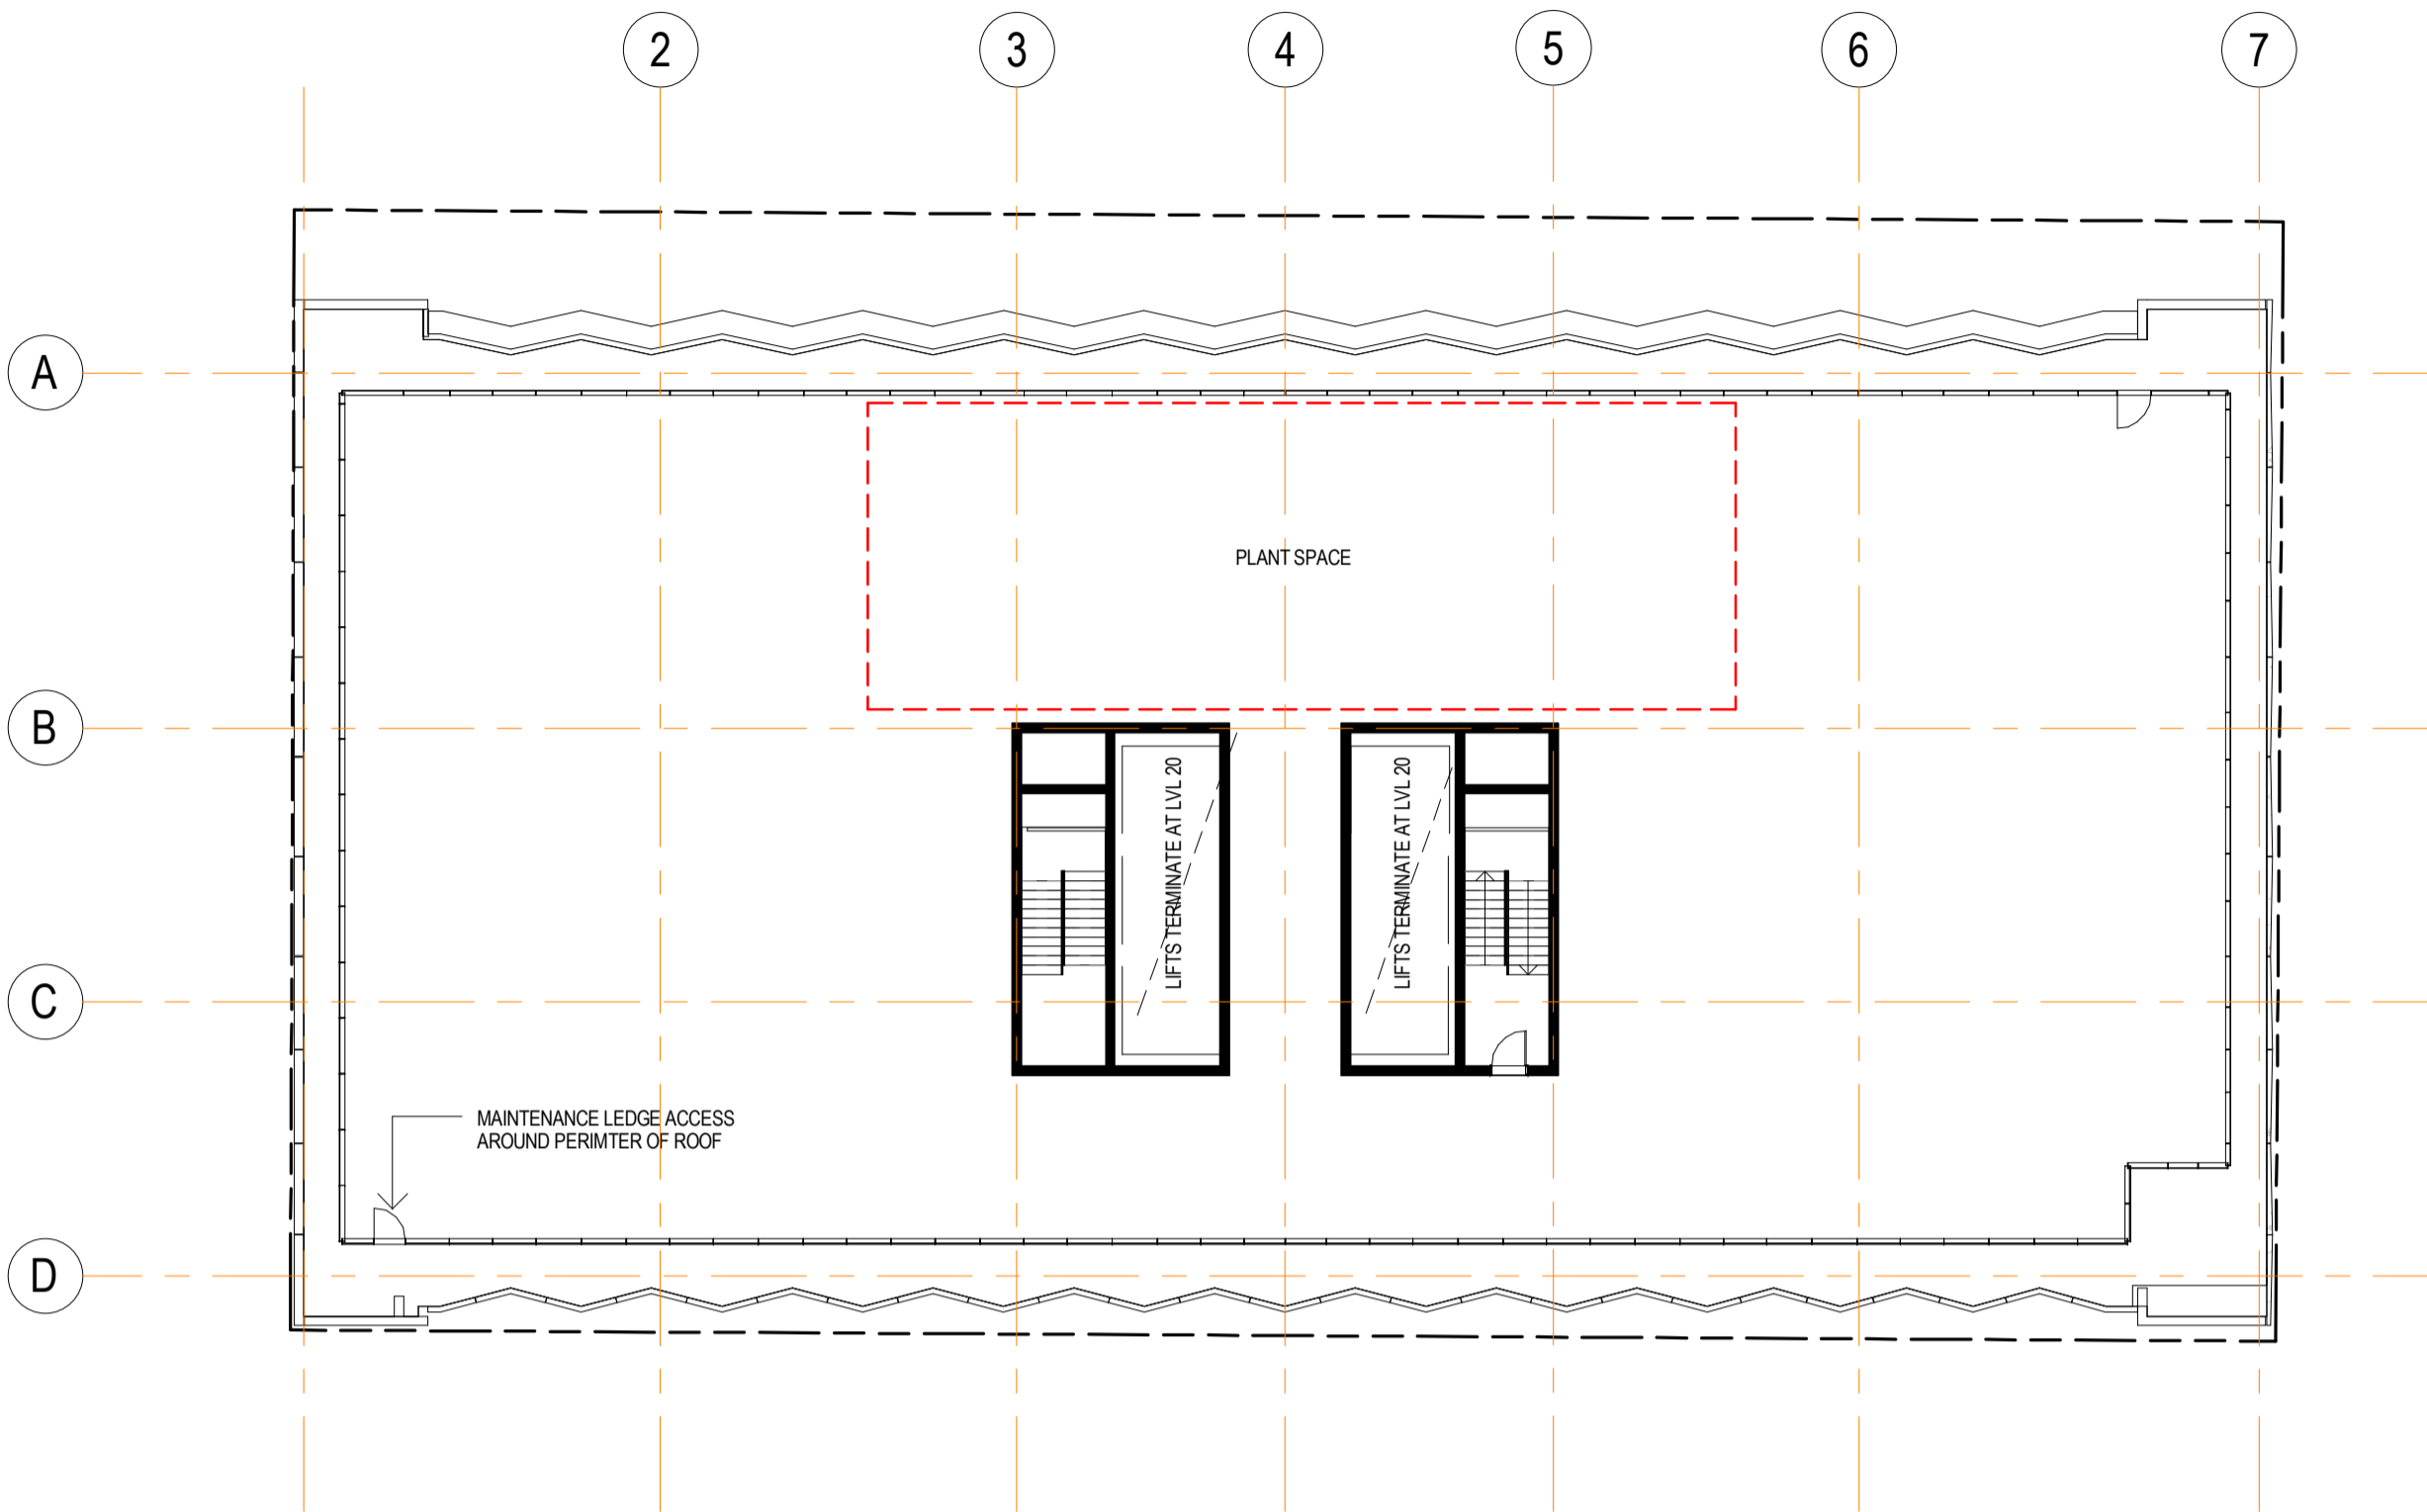 2
3
4
5
6
7
A
B
C
D
PLANT SPACE
LIFTS TERMINATE AT LVL 20
LIFTS TERMINATE AT LVL 20
MAINTENANCE LEDGE ACCESS
AROUND PERIMTER OF ROOF